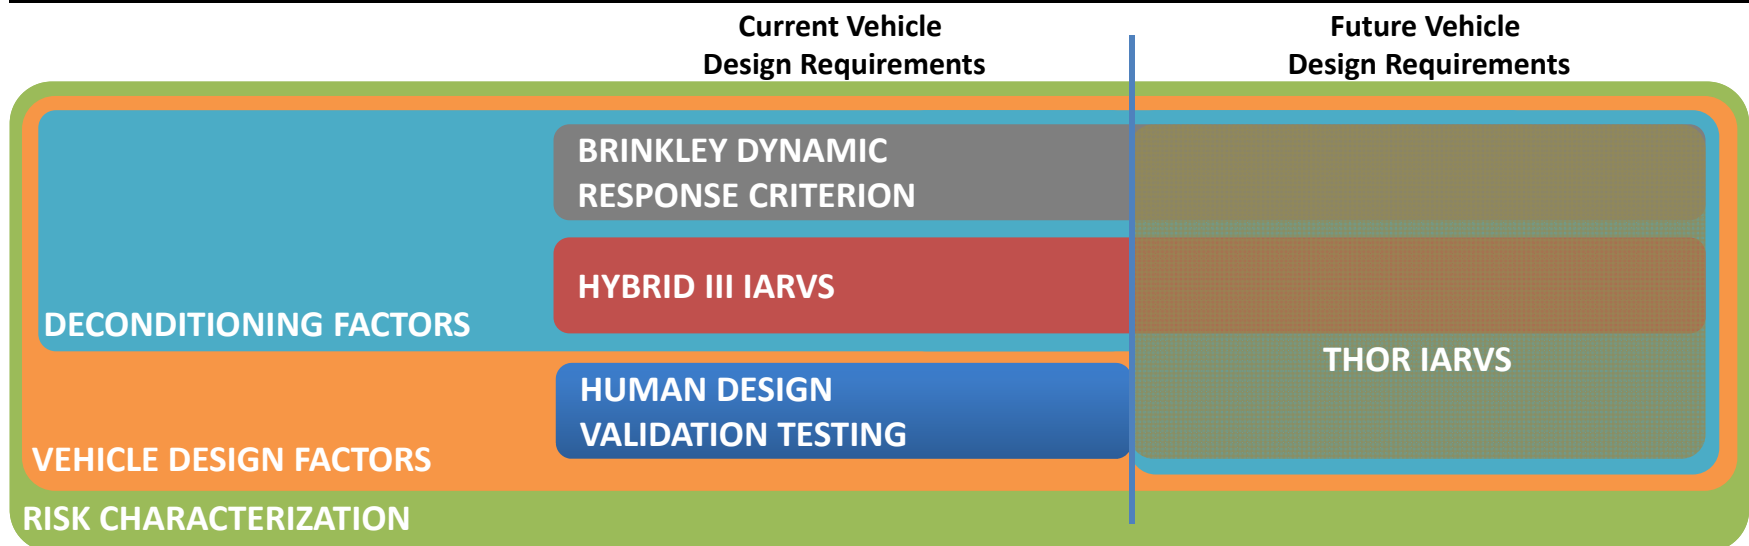 Current Vehicle
Design Requirements
Future Vehicle
Design Requirements
BRINKLEY DYNAMIC
RESPONSE CRITERION
HYBRID III IARVS
DECONDITIONING FACTORS
THOR IARVS
HUMAN DESIGN
VALIDATION TESTING
VEHICLE DESIGN FACTORS
RISK CHARACTERIZATION